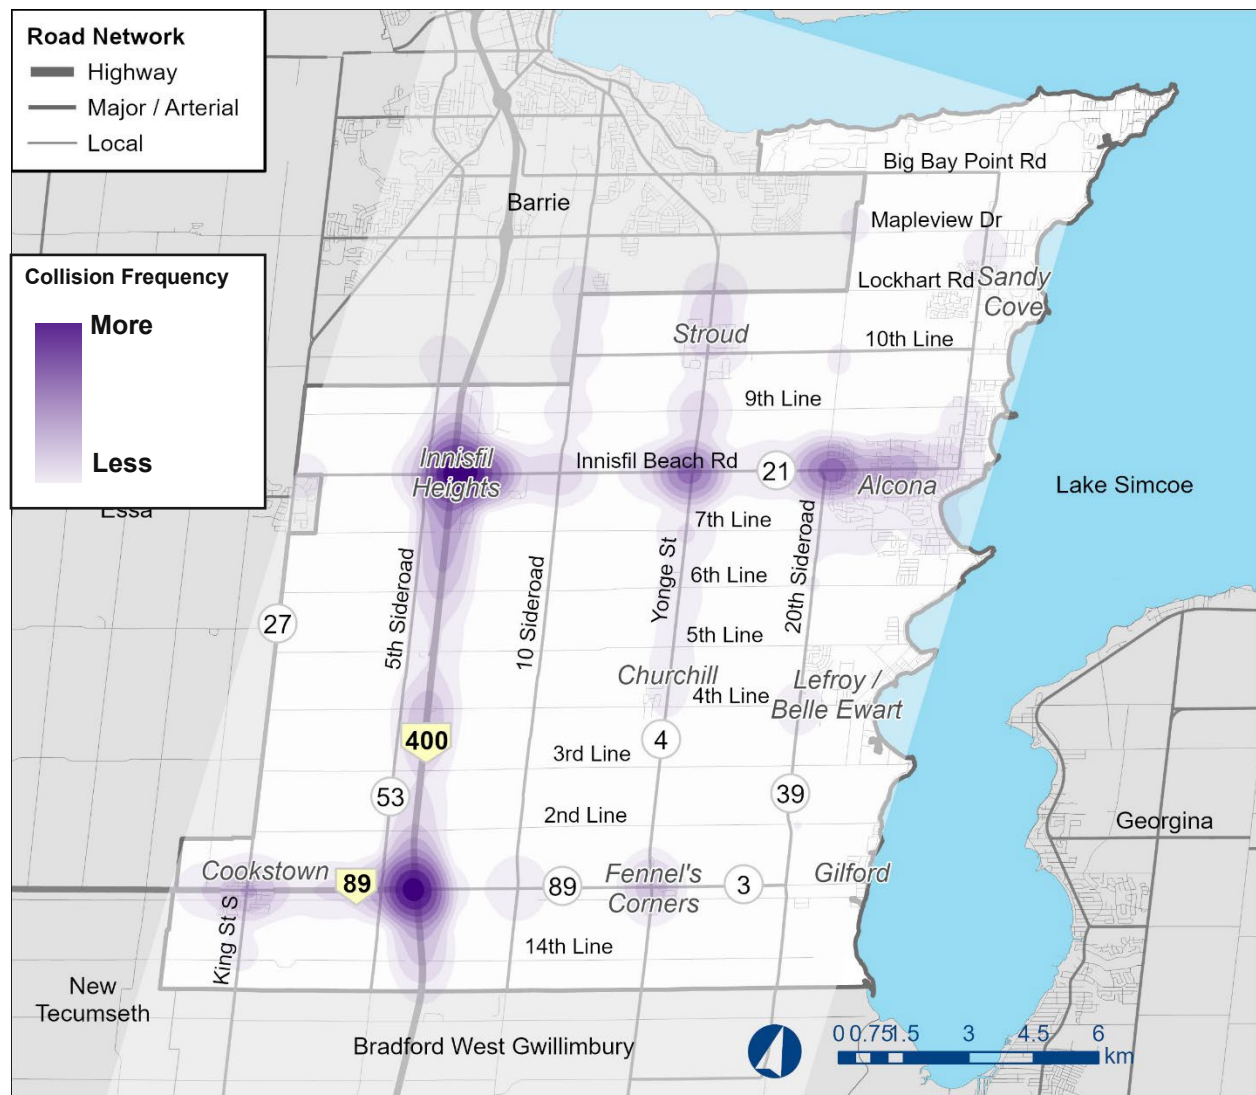 Road Network
Highway
Major / Arterial
Local
Collision Frequency
More
Less
Essa
Barrie
Big Bay Point Rd
Mapleview Dr
Lockhart Rd
Sandy
Cove
10th Line
Stroud
9th Line
Innisfil
Heights
Innisfil Beach Rd
21
Alcona
Lake Simcoe
7th Line
6th Line
5th Line
4th Line
5th Sideroad
10 Sideroad
Yonge St
20th Sideroad
27
Churchill
Lefroy /
Belle Ewart
400
4
3rd Line
53
39
2nd Line
Georgina
Cookstown
89
89
Fennel's
Corners
3
Gilford
King St S
14th Line
New
Tecumseth
Bradford West Gwillimbury
0 0.75 1.5 3 4.5 6
km